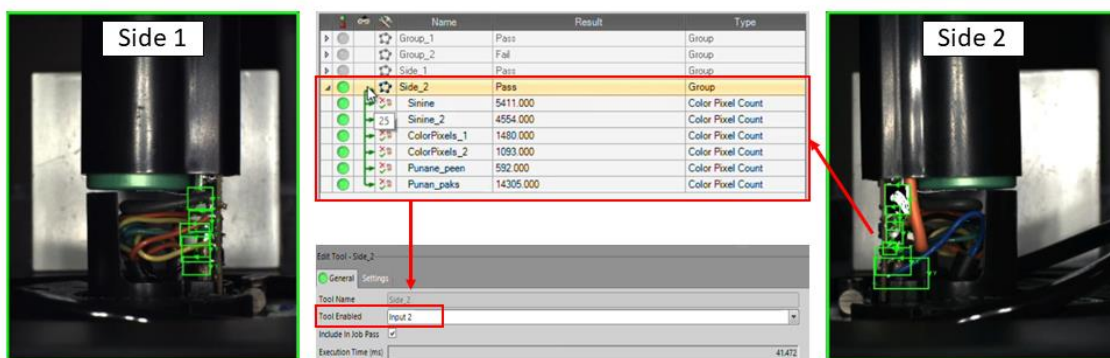 Side 1
Name Result Type
Group_1 Pass Group
Group_2 Fail Group
Side_1 Pass Group
Side_2 Pass Group
Sinine 5411.000 Color Pixel Count
25 Sinine_2 4554.000 Color Pixel Count
ColorPixels_1 1480.000 Color Pixel Count
ColorPixels_2 1093.000 Color Pixel Count
Punane_peen 592.000 Color Pixel Count
Punan_paks 14305.000 Color Pixel Count
Edit Tool - Side_2
General Settings
Tool Name Side_2
Tool Enabled Input 2
Include In Job Pass
Execution Time (ms) 41.472
Side 2